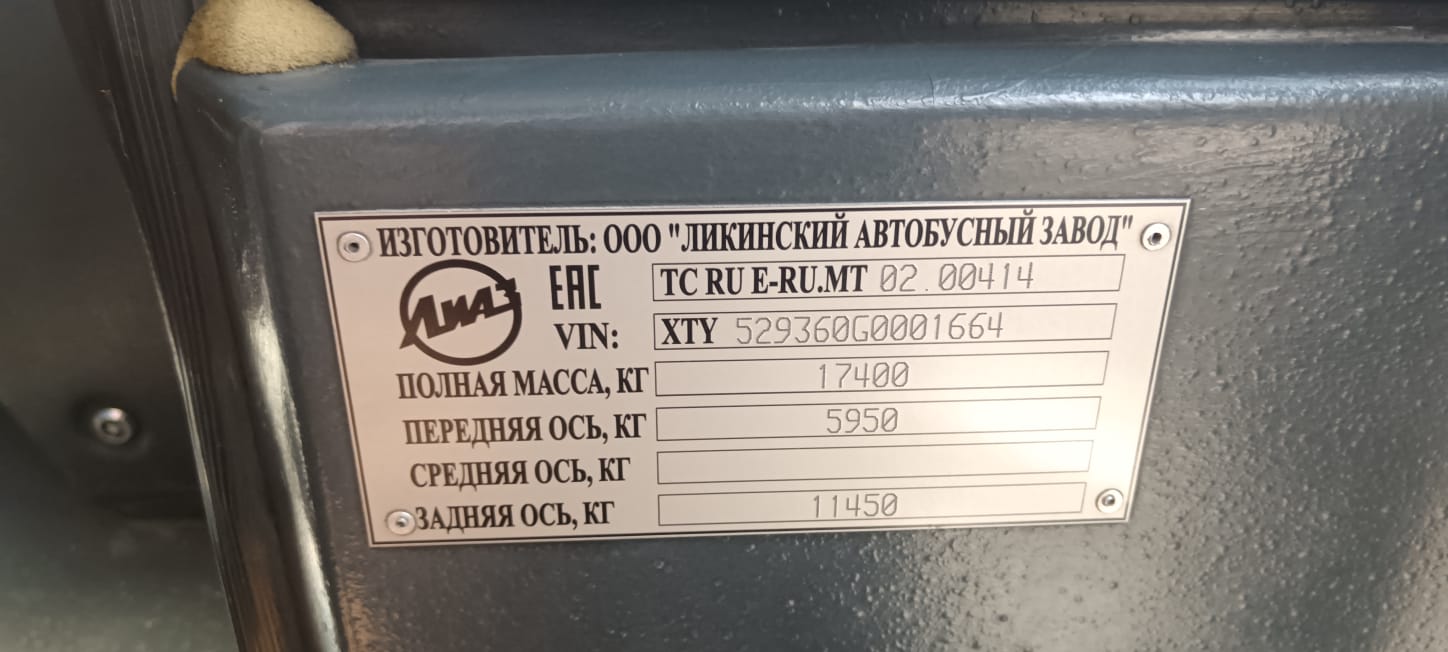 ИЗГОТОВИТЕЛЬ: ООО "ЛИКИНСКИЙ АВТОБУСНЫЙ ЗАВОД"
ЛиАЗ
ЕАС
TC RU E-RU.MT 02.00414
VIN: XTY 529360G0001664
ПОЛНАЯ МАССА, КГ 17400
ПЕРЕДНЯЯ ОСЬ, КГ 5950
СРЕДНЯЯ ОСЬ, КГ
ЗАДНЯЯ ОСЬ, КГ 11450